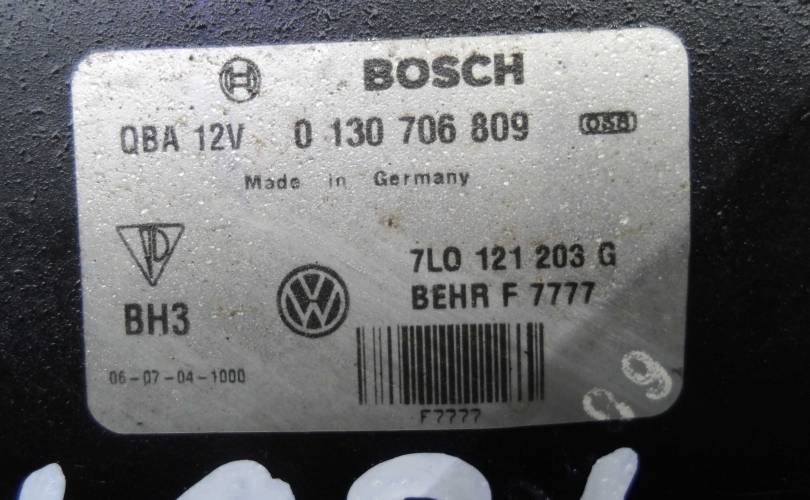 BOSCH
QBA 12V 0 130 706 809
Made in Germany
7L0 121 203 G
BEHR F 7777
BH3
06-07-04-1000
F7777